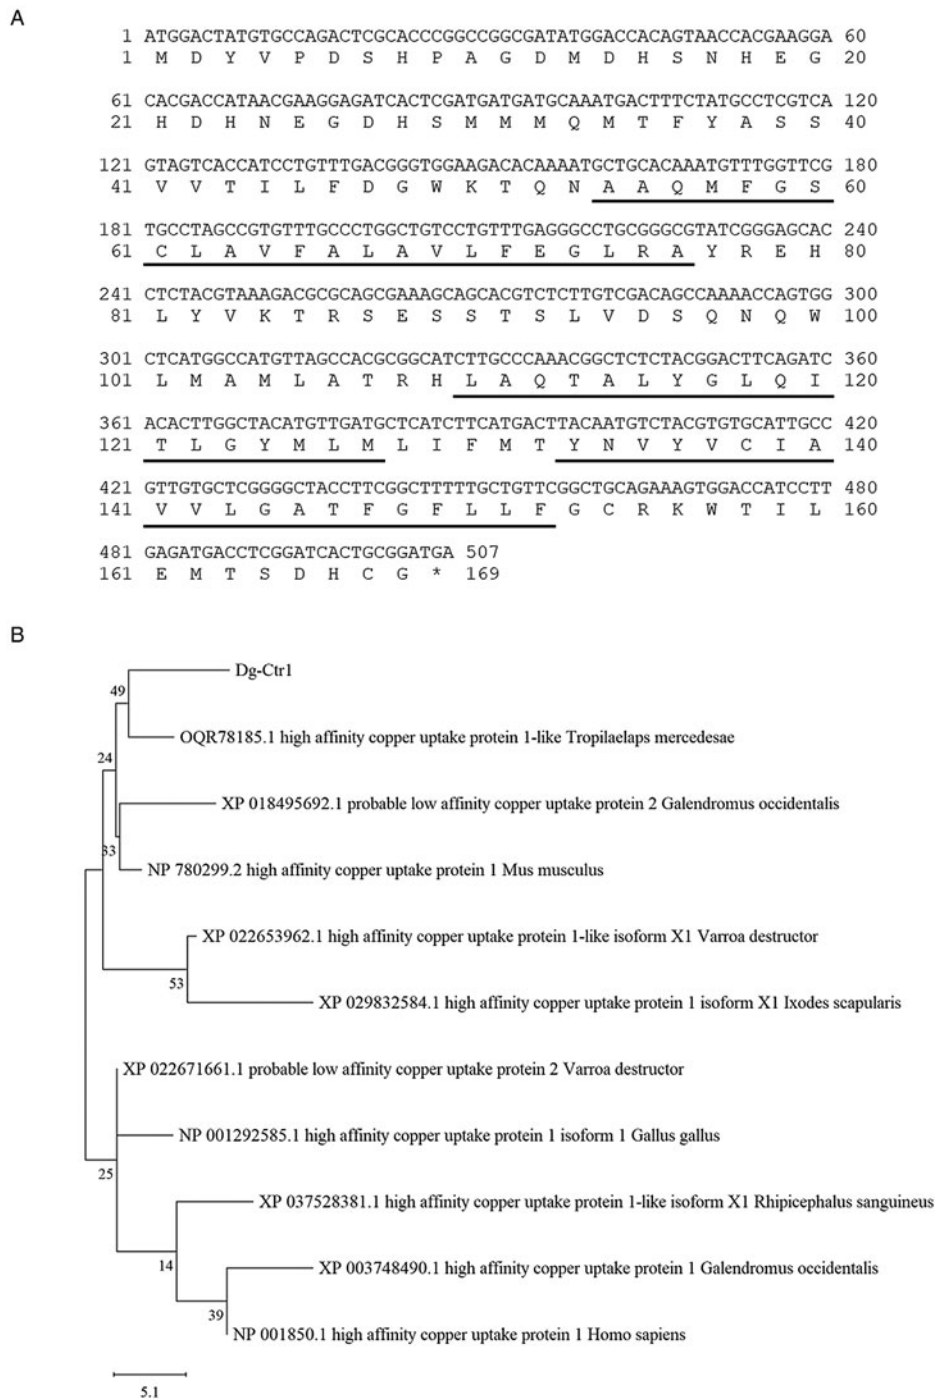 A
1 ATGGACTATGTGCCAGACTCGCACCCGGCCGGCGATATGGACCACAGTAACCACGAAGGA 60
1 M D Y V P D S H P A G D M D H S N H E G 20
61 CACGACCATAACGAAGGAGATCACTCGATGATGATGCAAATGACTTTCTATGCCTCGTCA 120
21 H D H N E G D H S M M M Q M T F Y A S S 40
121 GTAGTCACCATCCTGTTTGACGGGTGGAAGACACAAAATGCTGCACAAATGTTTGGTTCG 180
41 V V T I L F D G W K T Q N A A Q M F G S 60
181 TGCCTAGCCGTGTTTGCCCTGGCTGTCCTGTTTGAGGGCCTGCGGGCGTATCGGGAGCAC 240
61 C L A V F A L A V L F E G L R A Y R E H 80
241 CTCTACGTAAAGACGCGCAGCGAAAGCAGCACGTCTCTTGTCGACAGCCAAAACCAGTGG 300
81 L Y V K T R S E S S T S L V D S Q N Q W 100
301 CTCATGGCCATGTTAGCCACGCGGCATCTTGCCCAAACGGCTCTCTACGGACTTCAGATC 360
101 L M A M L A T R H L A Q T A L Y G L Q I 120
361 ACACTTGGCTACATGTTGATGCTCATCTTCATGACTTACAATGTCTACGTGTGCATTGCC 420
121 T L G Y M L M L I F M T Y N V Y V C I A 140
421 GTTGTGCTCGGGGCTACCTTCGGCTTTTTGCTGTTCGGCTGCAGAAAGTGGACCATCCTT 480
141 V V L G A T F G F L L F G C R K W T I L 160
481 GAGATGACCTCGGATCACTGCGGATGA 507
161 E M T S D H C G * 169
B
Dg-Ctr1
49
OQR78185.1 high affinity copper uptake protein 1-like Tropilaelaps mercedesae
24
XP 018495692.1 probable low affinity copper uptake protein 2 Galendromus occidentalis
33
NP 780299.2 high affinity copper uptake protein 1 Mus musculus
XP 022653962.1 high affinity copper uptake protein 1-like isoform X1 Varroa destructor
53
XP 029832584.1 high affinity copper uptake protein 1 isoform X1 Ixodes scapularis
XP 022671661.1 probable low affinity copper uptake protein 2 Varroa destructor
NP 001292585.1 high affinity copper uptake protein 1 isoform 1 Gallus gallus
25
XP 037528381.1 high affinity copper uptake protein 1-like isoform X1 Rhipicephalus sanguineus
14
XP 003748490.1 high affinity copper uptake protein 1 Galendromus occidentalis
39
NP 001850.1 high affinity copper uptake protein 1 Homo sapiens
5.1